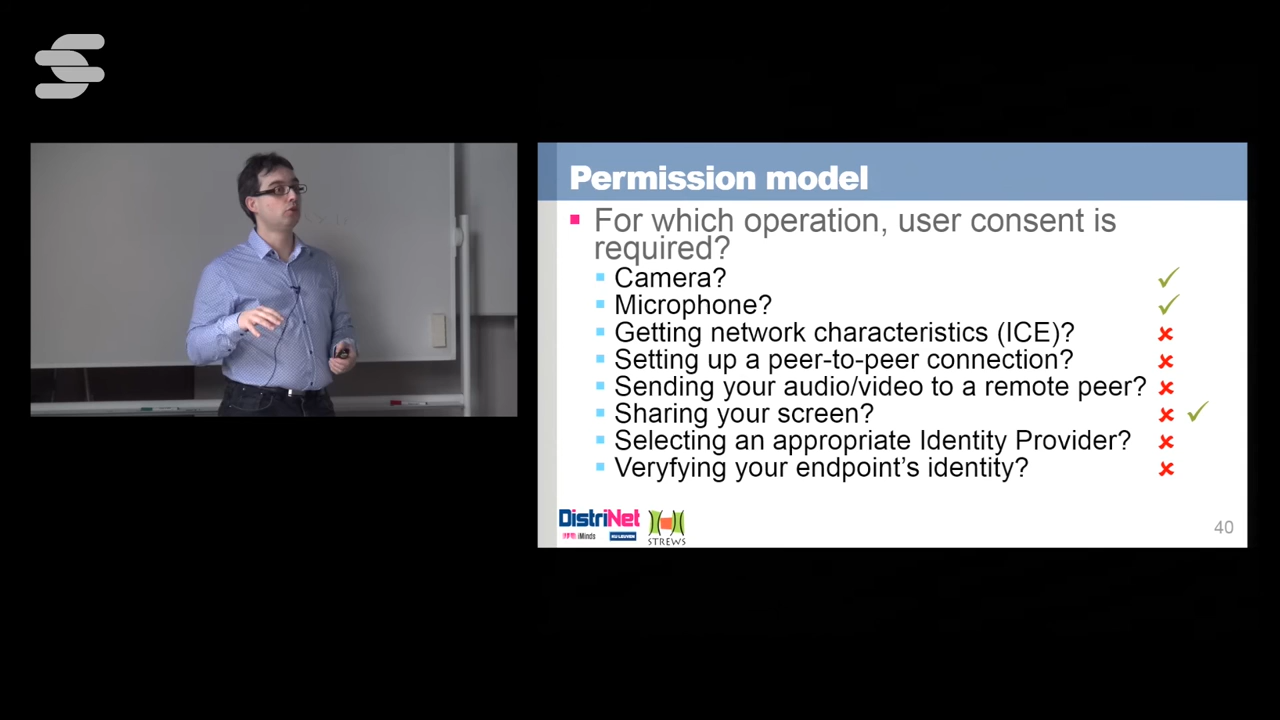 Permission model
For which operation, user consent is
required?
Camera? ✓
Microphone? ✓
Getting network characteristics (ICE)? ✗
Setting up a peer-to-peer connection? ✗
Sending your audio/video to a remote peer? ✗
Sharing your screen? ✗ ✓
Selecting an appropriate Identity Provider? ✗
Veryfying your endpoint's identity? ✗
DistriNet
iMinds KU LEUVEN
STREWS
40